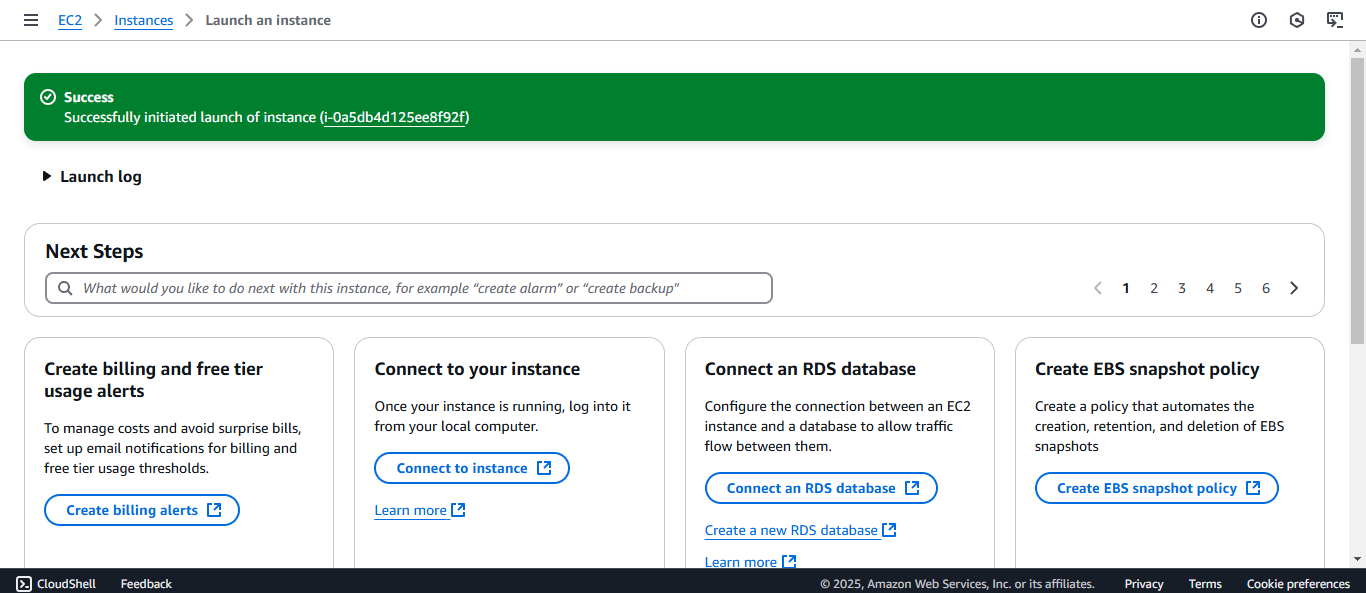 EC2 Instances Launch an instance
Success
Successfully initiated launch of instance (i-0a5db4d125ee8f92f)
Launch log
Next Steps
What would you like to do next with this instance, for example “create alarm” or “create backup"
1 2 3 4 5 6
Create billing and free tier
usage alerts
To manage costs and avoid surprise bills,
set up email notifications for billing and
free tier usage thresholds.
Create billing alerts
Connect to your instance
Once your instance is running, log into it
from your local computer.
Connect to instance
Learn more
Connect an RDS database
Configure the connection between an EC2
instance and a database to allow traffic
flow between them.
Connect an RDS database
Create a new RDS database
Learn more
Create EBS snapshot policy
Create a policy that automates the
creation, retention, and deletion of EBS
snapshots
Create EBS snapshot policy
CloudShell Feedback © 2025, Amazon Web Services, Inc. or its affiliates. Privacy Terms Cookie preferences